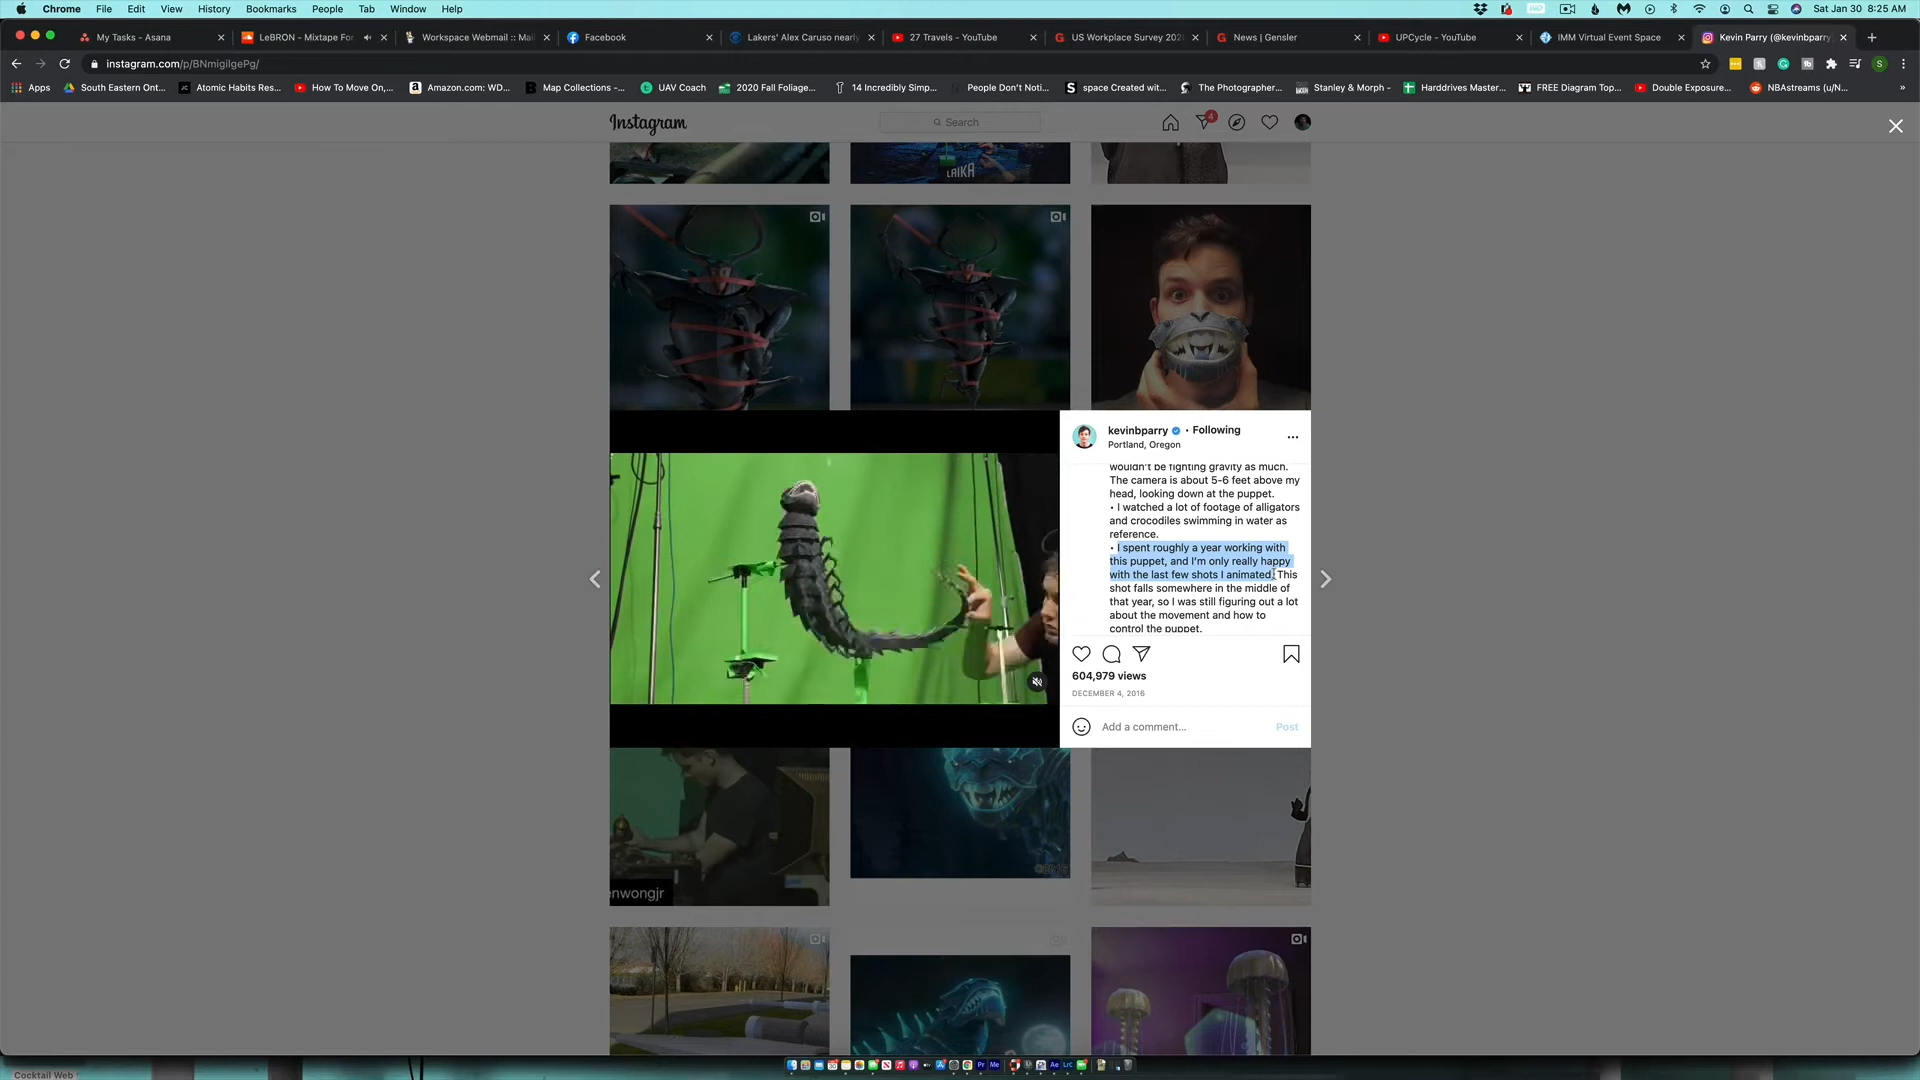 Chrome File Edit View History Bookmarks People Tab Window Help Sat Jan 30 8:25 AM
My Tasks - Asana LeBRON - Mixtape For Workspace Webmail :: Mai Facebook Lakers' Alex Caruso nearly 27 Travels - YouTube US Workplace Survey 202 News | Gensler UPCycle - YouTube IMM Virtual Event Space Kevin Parry (@kevinbparry)
instagram.com/p/BNmigilgePg/
Apps South Eastern Ont... Atomic Habits Res... How To Move On,... Amazon.com: WD... Map Collections -... UAV Coach 2020 Fall Foliage... 14 Incredibly Simp... People Don't Noti... space Created wit... The Photographer... Stanley & Morph -... Harddrives Master... FREE Diagram Top... Double Exposure... NBAstreams (u/N... »
Instagram Search 4
LAIKA
kevinbparry • Following
Portland, Oregon
wouldn't be fighting gravity as much.
The camera is about 5-6 feet above my
head, looking down at the puppet.
• I watched a lot of footage of alligators
and crocodiles swimming in water as
reference.
• I spent roughly a year working with
this puppet, and I'm only really happy
with the last few shots I animated. This
shot falls somewhere in the middle of
that year, so I was still figuring out a lot
about the movement and how to
control the puppet.
604,979 views
DECEMBER 4, 2016
Add a comment... Post
enwongjr
Cocktail Web